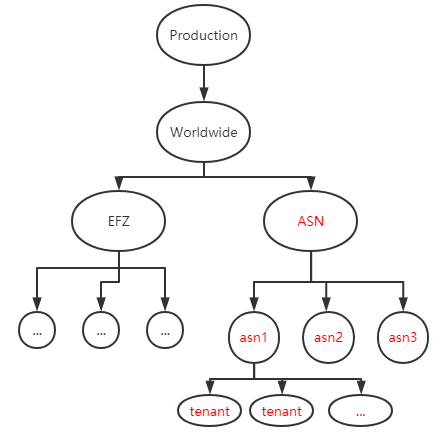 Production
Worldwide
EFZ
ASN
...
...
...
asn1
asn2
asn3
tenant
tenant
...